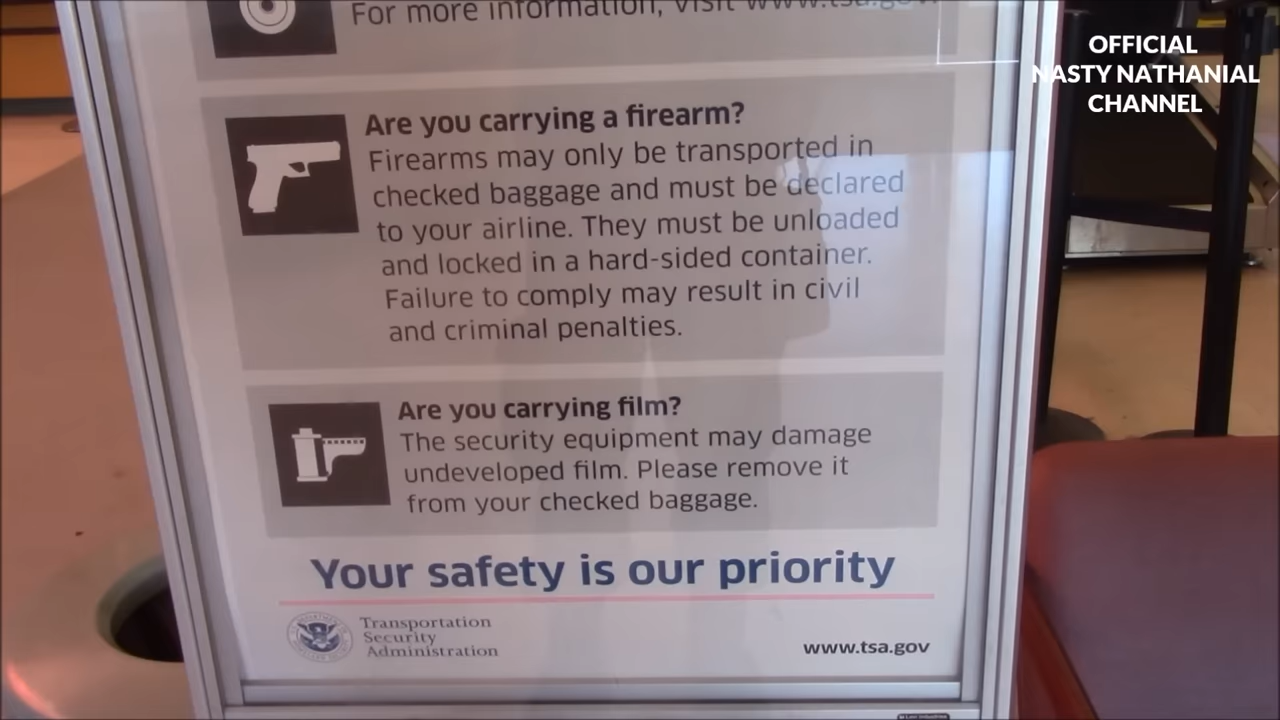 For more information, visit www.tsa.gov.
OFFICIAL
NASTY NATHANIAL
CHANNEL
Are you carrying a firearm?
Firearms may only be transported in
checked baggage and must be declared
to your airline. They must be unloaded
and locked in a hard-sided container.
Failure to comply may result in civil
and criminal penalties.
Are you carrying film?
The security equipment may damage
undeveloped film. Please remove it
from your checked baggage.
Your safety is our priority
Transportation
Security
Administration
www.tsa.gov